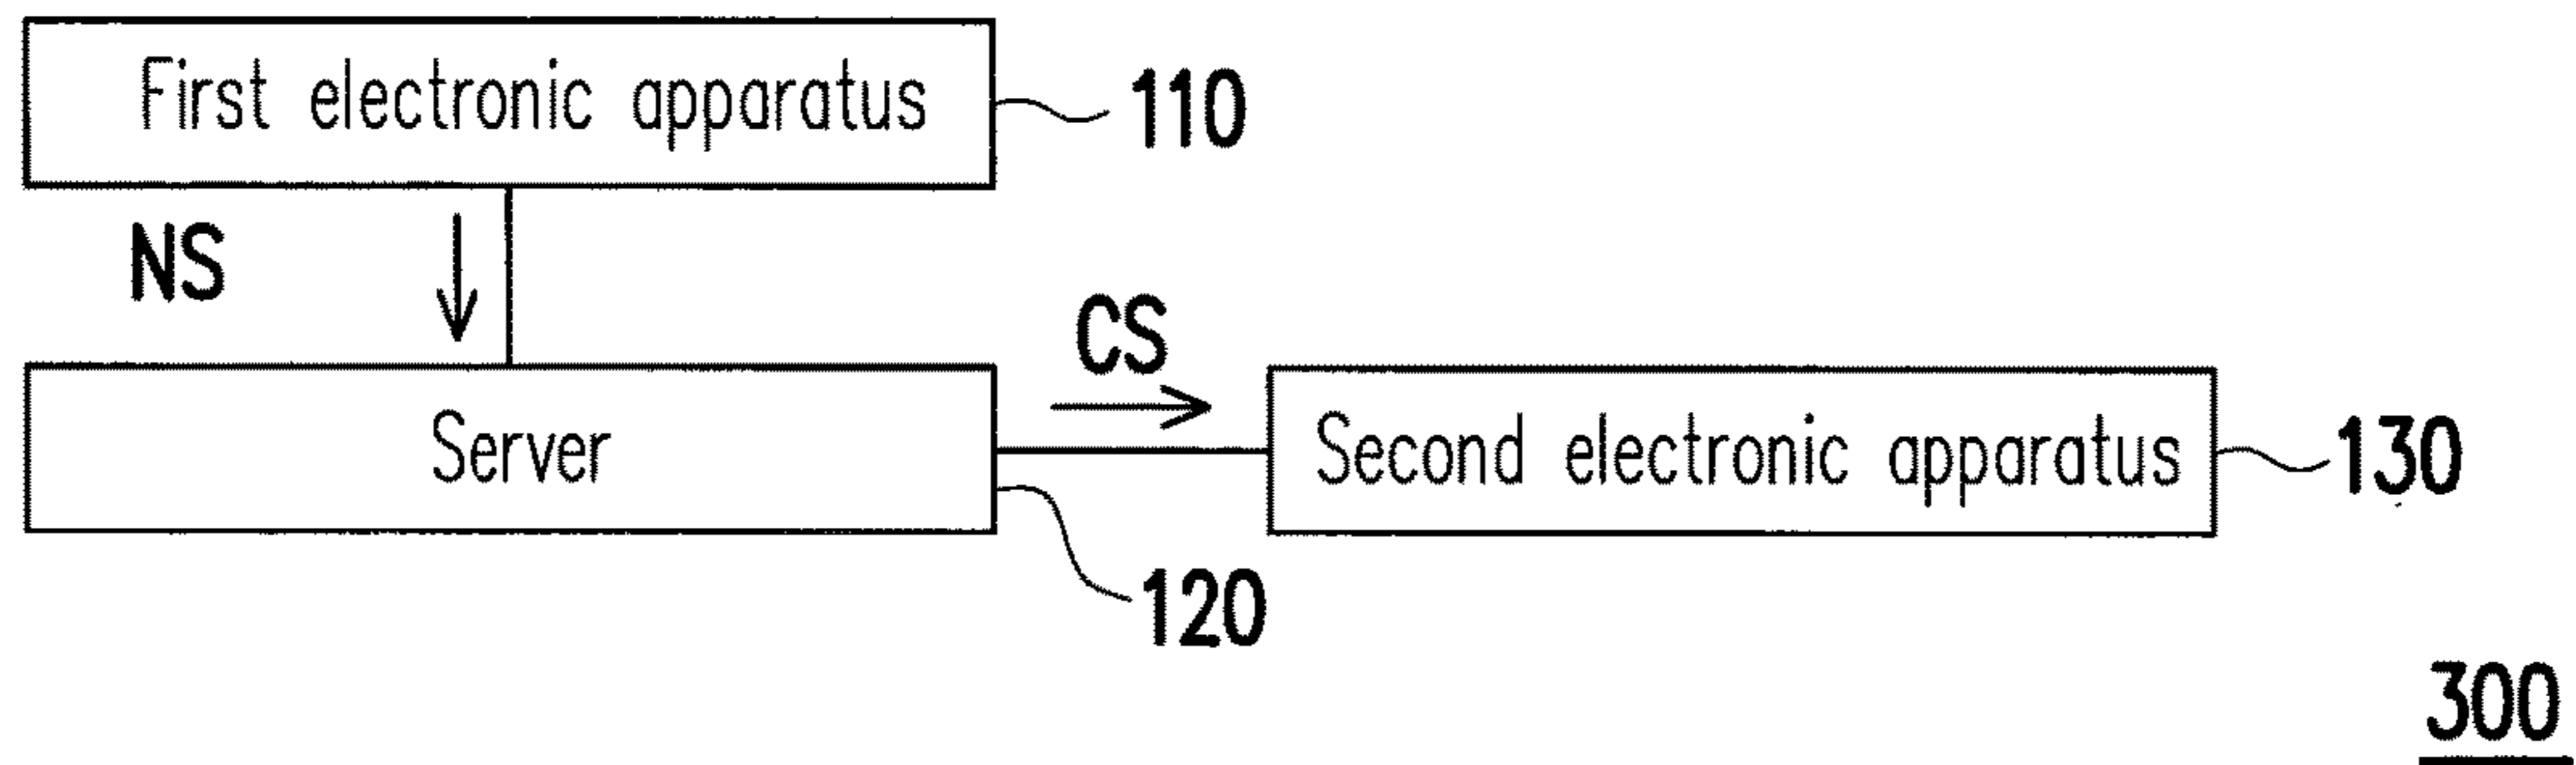 First electronic apparatus
110
NS
CS
Server
Second electronic apparatus
130
120
300